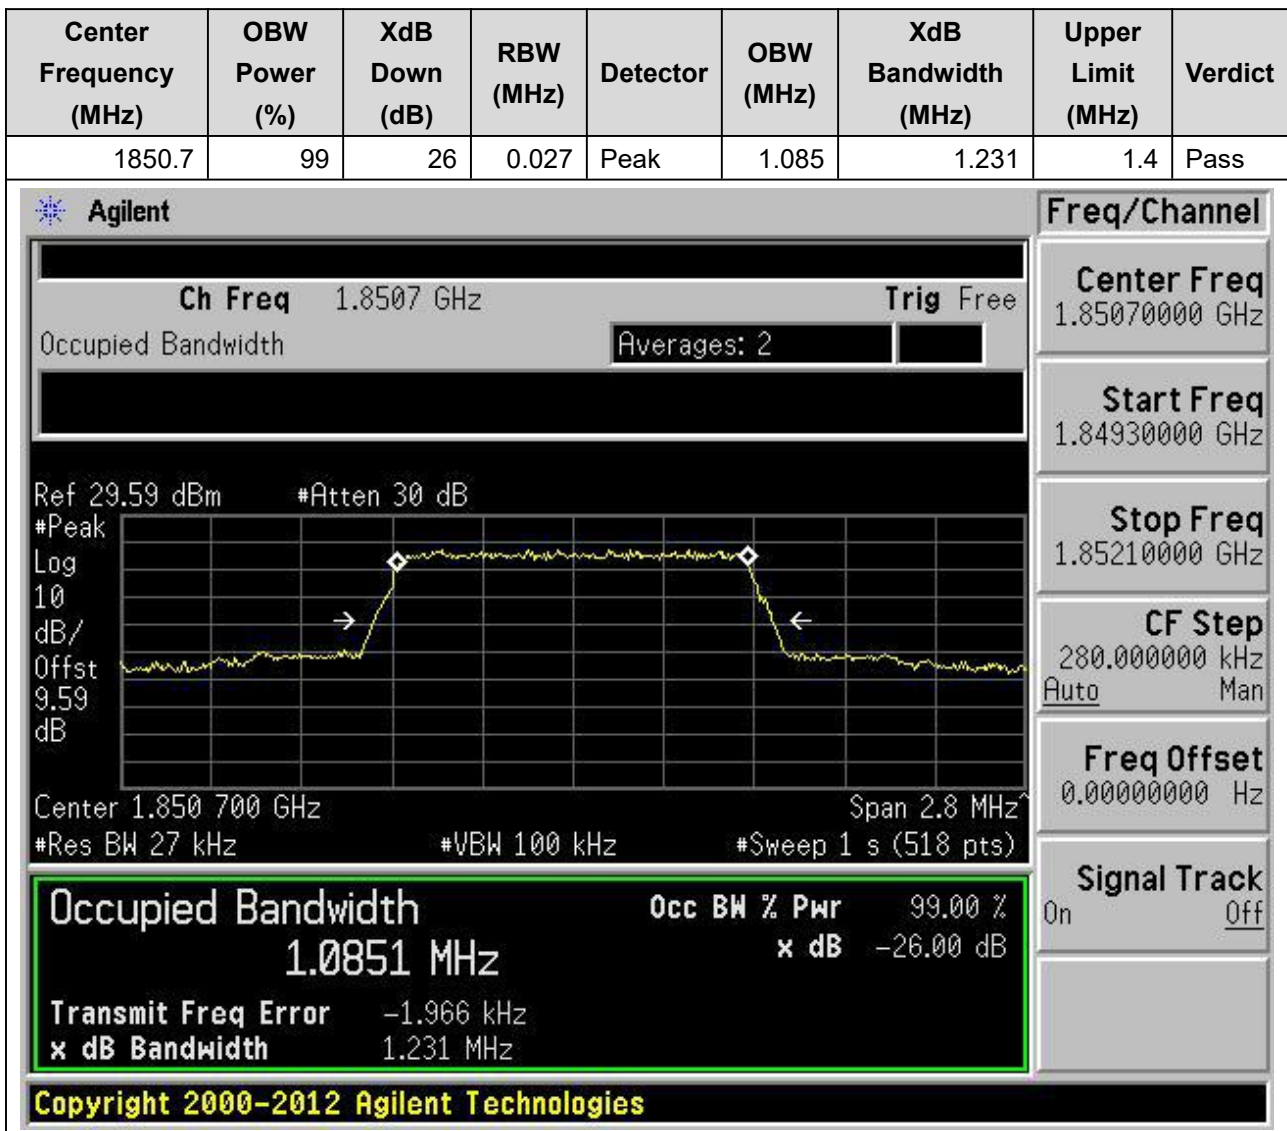 Center Frequency (MHz) OBW Power (%) XdB Down (dB) RBW (MHz) Detector OBW (MHz) XdB Bandwidth (MHz) Upper Limit (MHz) Verdict
1850.7 99 26 0.027 Peak 1.085 1.231 1.4 Pass
Agilent
Freq/Channel
Ch Freq 1.8507 GHz Trig Free
Occupied Bandwidth Averages: 2
Center Freq
1.85070000 GHz
Start Freq
1.84930000 GHz
Stop Freq
1.85210000 GHz
CF Step
280.000000 kHz
Auto Man
Freq Offset
0.00000000 Hz
Signal Track
On Off
Ref 29.59 dBm #Atten 30 dB
#Peak
Log
10
dB/
Offst
9.59
dB
Center 1.850 700 GHz Span 2.8 MHz^
#Res BW 27 kHz #VBW 100 kHz #Sweep 1 s (518 pts)
Occupied Bandwidth Occ BW % Pwr 99.00 %
1.0851 MHz x dB -26.00 dB
Transmit Freq Error -1.966 kHz
x dB Bandwidth 1.231 MHz
Copyright 2000-2012 Agilent Technologies